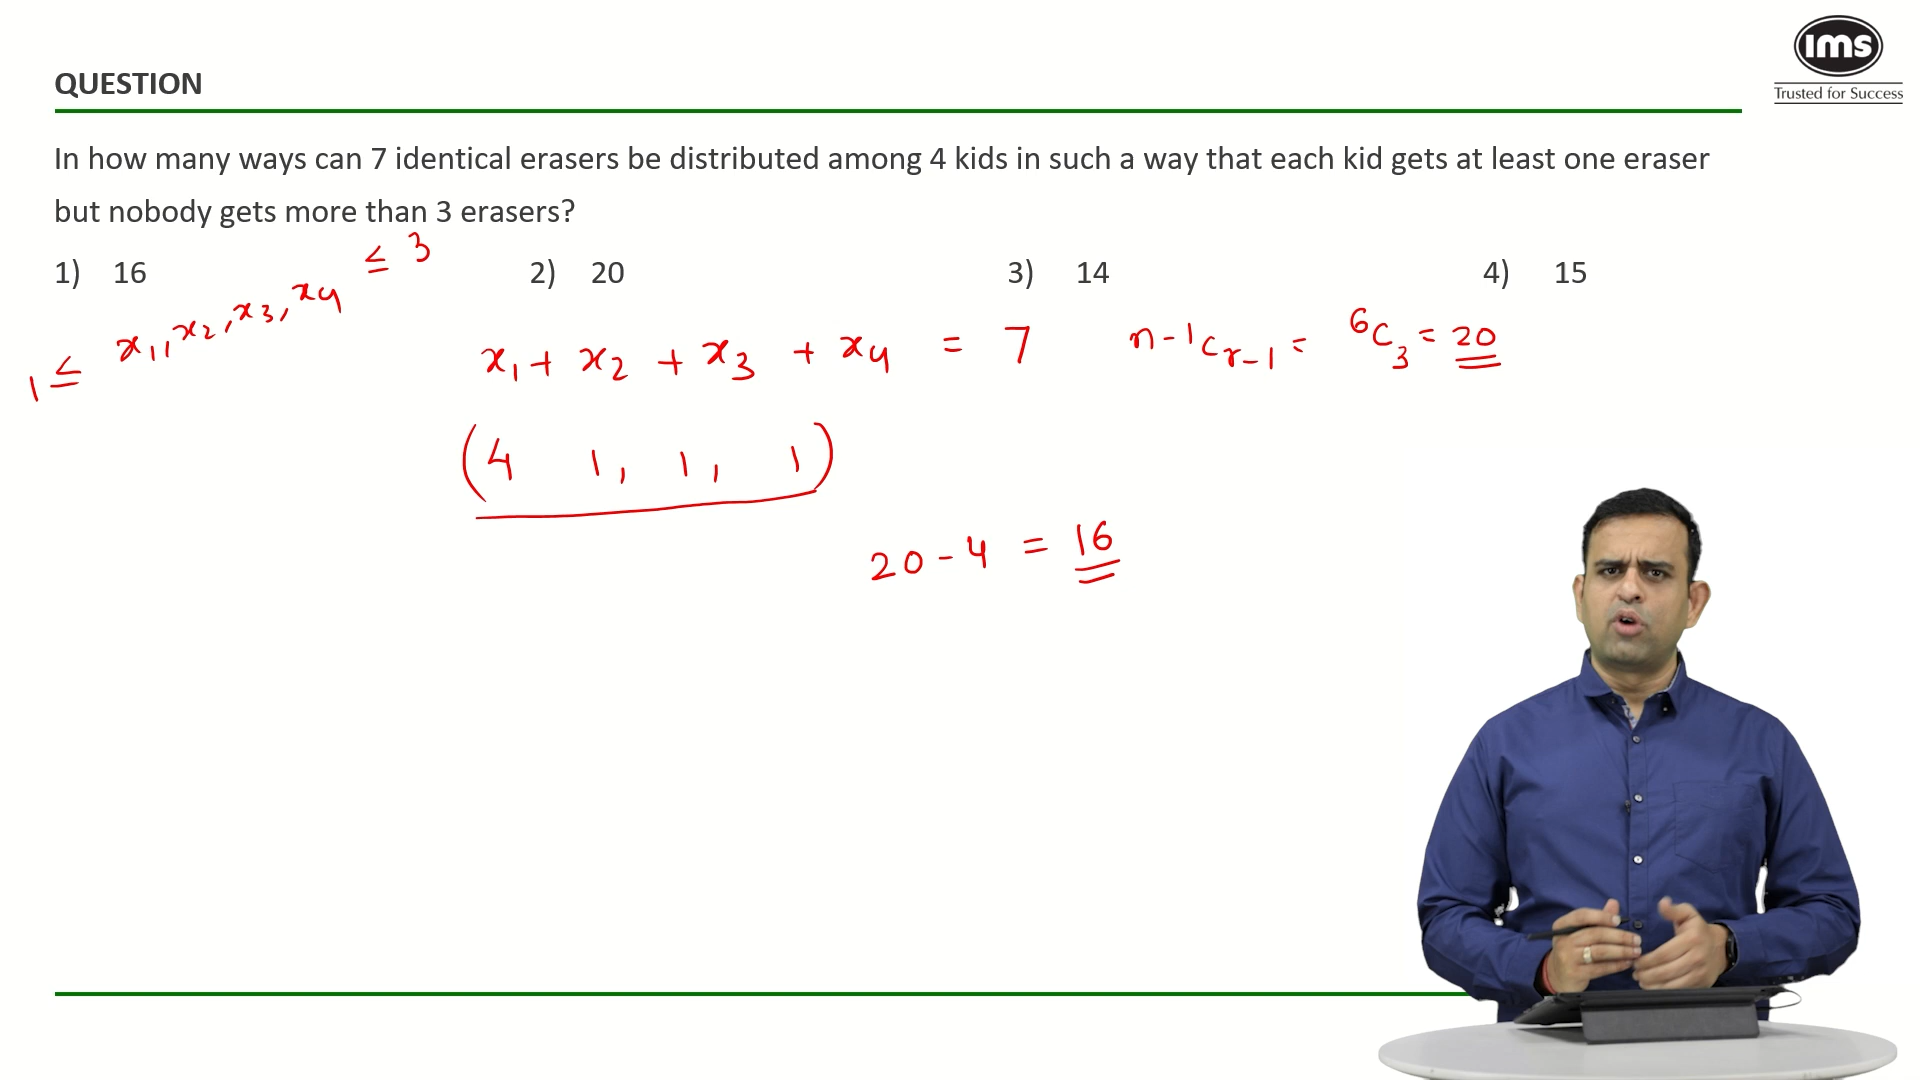 ims
Trusted for Success
QUESTION
In how many ways can 7 identical erasers be distributed among 4 kids in such a way that each kid gets at least one eraser
but nobody gets more than 3 erasers?
1) 16 2) 20 3) 14 4) 15
1 ≤ x₁, x₂, x₃, x₄ ≤ 3
x₁ + x₂ + x₃ + x₄ = 7
ⁿ⁻¹Cᵣ₋₁ = ⁶C₃ = 20
(4 1, 1, 1)
20 - 4 = 16